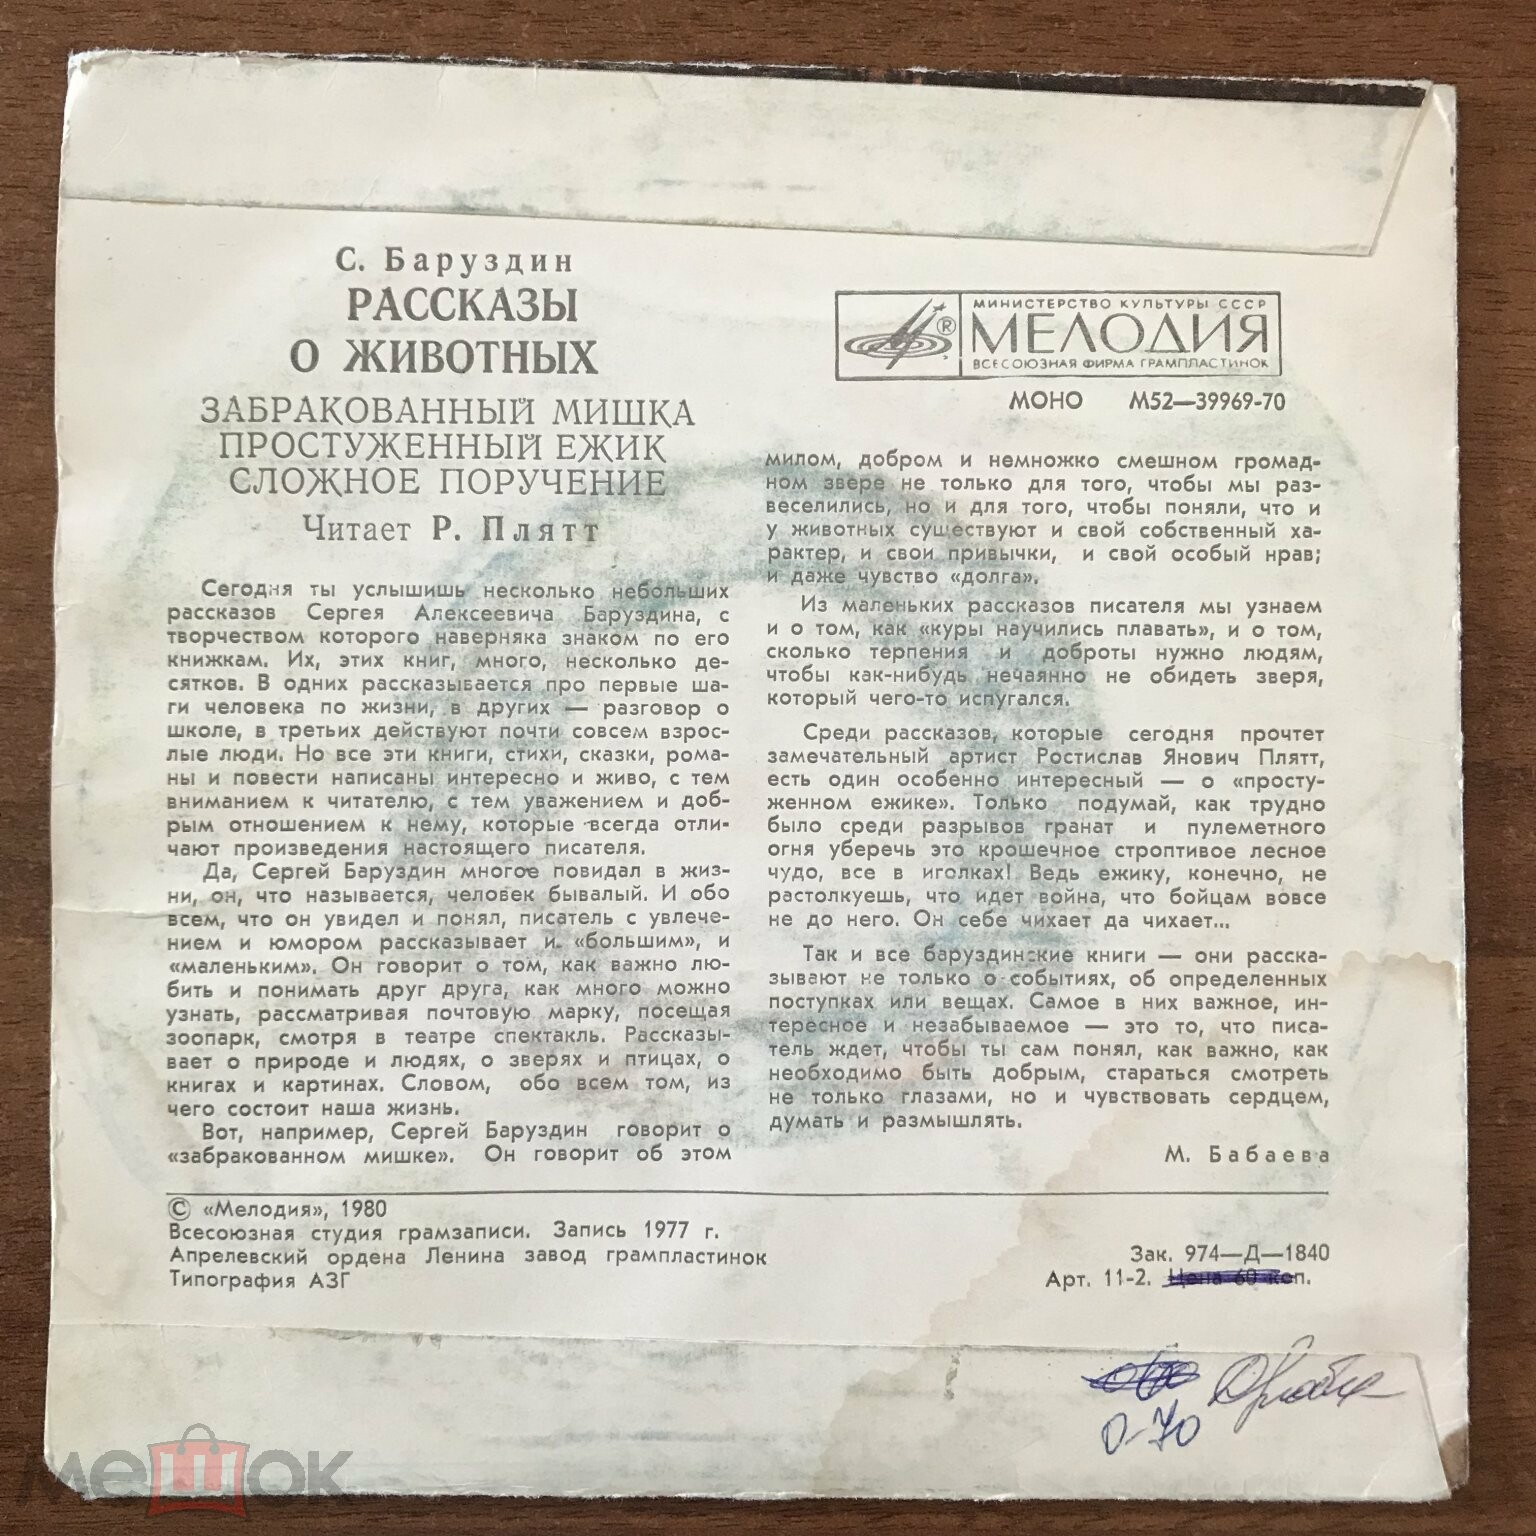 С. Баруздин
РАССКАЗЫ
О ЖИВОТНЫХ
ЗАБРАКОВАННЫЙ МИШКА
ПРОСТУЖЕННЫЙ ЕЖИК
СЛОЖНОЕ ПОРУЧЕНИЕ
Читает Р. Плятт
Сегодня ты услышишь несколько небольших
рассказов Сергея Алексеевича Баруздина, с
творчеством которого наверняка знаком по его
книжкам. Их, этих книг, много, несколько де-
сятков. В одних рассказывается про первые ша-
ги человека по жизни, в других — разговор о
школе, в третьих действуют почти совсем взрос-
лые люди. Но все эти книги, стихи, сказки, рома-
ны и повести написаны интересно и живо, с тем
вниманием к читателю, с тем уважением и доб-
рым отношением к нему, которые всегда отли-
чают произведения настоящего писателя.
Да, Сергей Баруздин многое повидал в жиз-
ни, он, что называется, человек бывалый. И обо
всем, что он увидел и понял, писатель с увлече-
нием и юмором рассказывает и «большим», и
«маленьким». Он говорит о том, как важно лю-
бить и понимать друг друга, как много можно
узнать, рассматривая почтовую марку, посещая
зоопарк, смотря в театре спектакль. Рассказы-
вает о природе и людях, о зверях и птицах, о
книгах и картинах. Словом, обо всем том, из
чего состоит наша жизнь.
Вот, например, Сергей Баруздин говорит о
«забракованном мишке». Он говорит об этом
МИНИСТЕРСТВО КУЛЬТУРЫ СССР
® МЕЛОДИЯ
ВСЕСОЮЗНАЯ ФИРМА ГРАМПЛАСТИНОК
МОНО М52—39969-70
милом, добром и немножко смешном громад-
ном звере не только для того, чтобы мы раз-
веселились, но и для того, чтобы поняли, что и
у животных существуют и свой собственный ха-
рактер, и свои привычки, и свой особый нрав;
и даже чувство «долга».
Из маленьких рассказов писателя мы узнаем
и о том, как «куры научились плавать», и о том,
сколько терпения и доброты нужно людям,
чтобы как-нибудь нечаянно не обидеть зверя,
который чего-то испугался.
Среди рассказов, которые сегодня прочтет
замечательный артист Ростислав Янович Плятт,
есть один особенно интересный — о «просту-
женном ежике». Только подумай, как трудно
было среди разрывов гранат и пулеметного
огня уберечь это крошечное строптивое лесное
чудо, все в иголках! Ведь ежику, конечно, не
растолкуешь, что идет война, что бойцам вовсе
не до него. Он себе чихает да чихает...
Так и все баруздинские книги — они расска-
зывают не только о событиях, об определенных
поступках или вещах. Самое в них важное, ин-
тересное и незабываемое — это то, что писа-
тель ждет, чтобы ты сам понял, как важно, как
необходимо быть добрым, стараться смотреть
не только глазами, но и чувствовать сердцем,
думать и размышлять.
М. Бабаева
© «Мелодия», 1980
Всесоюзная студия грамзаписи. Запись 1977 г.
Апрелевский ордена Ленина завод грампластинок
Типография АЗГ
Зак. 974—Д—1840
Арт. 11-2. Цена 60 коп.
0-70
мешок